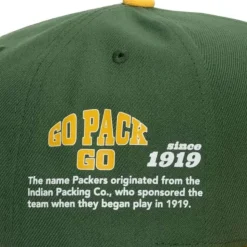 GO PACK
GO
since
1919
The name Packers originated from the
Indian Packing Co., who sponsored the
team when they began play in 1919.